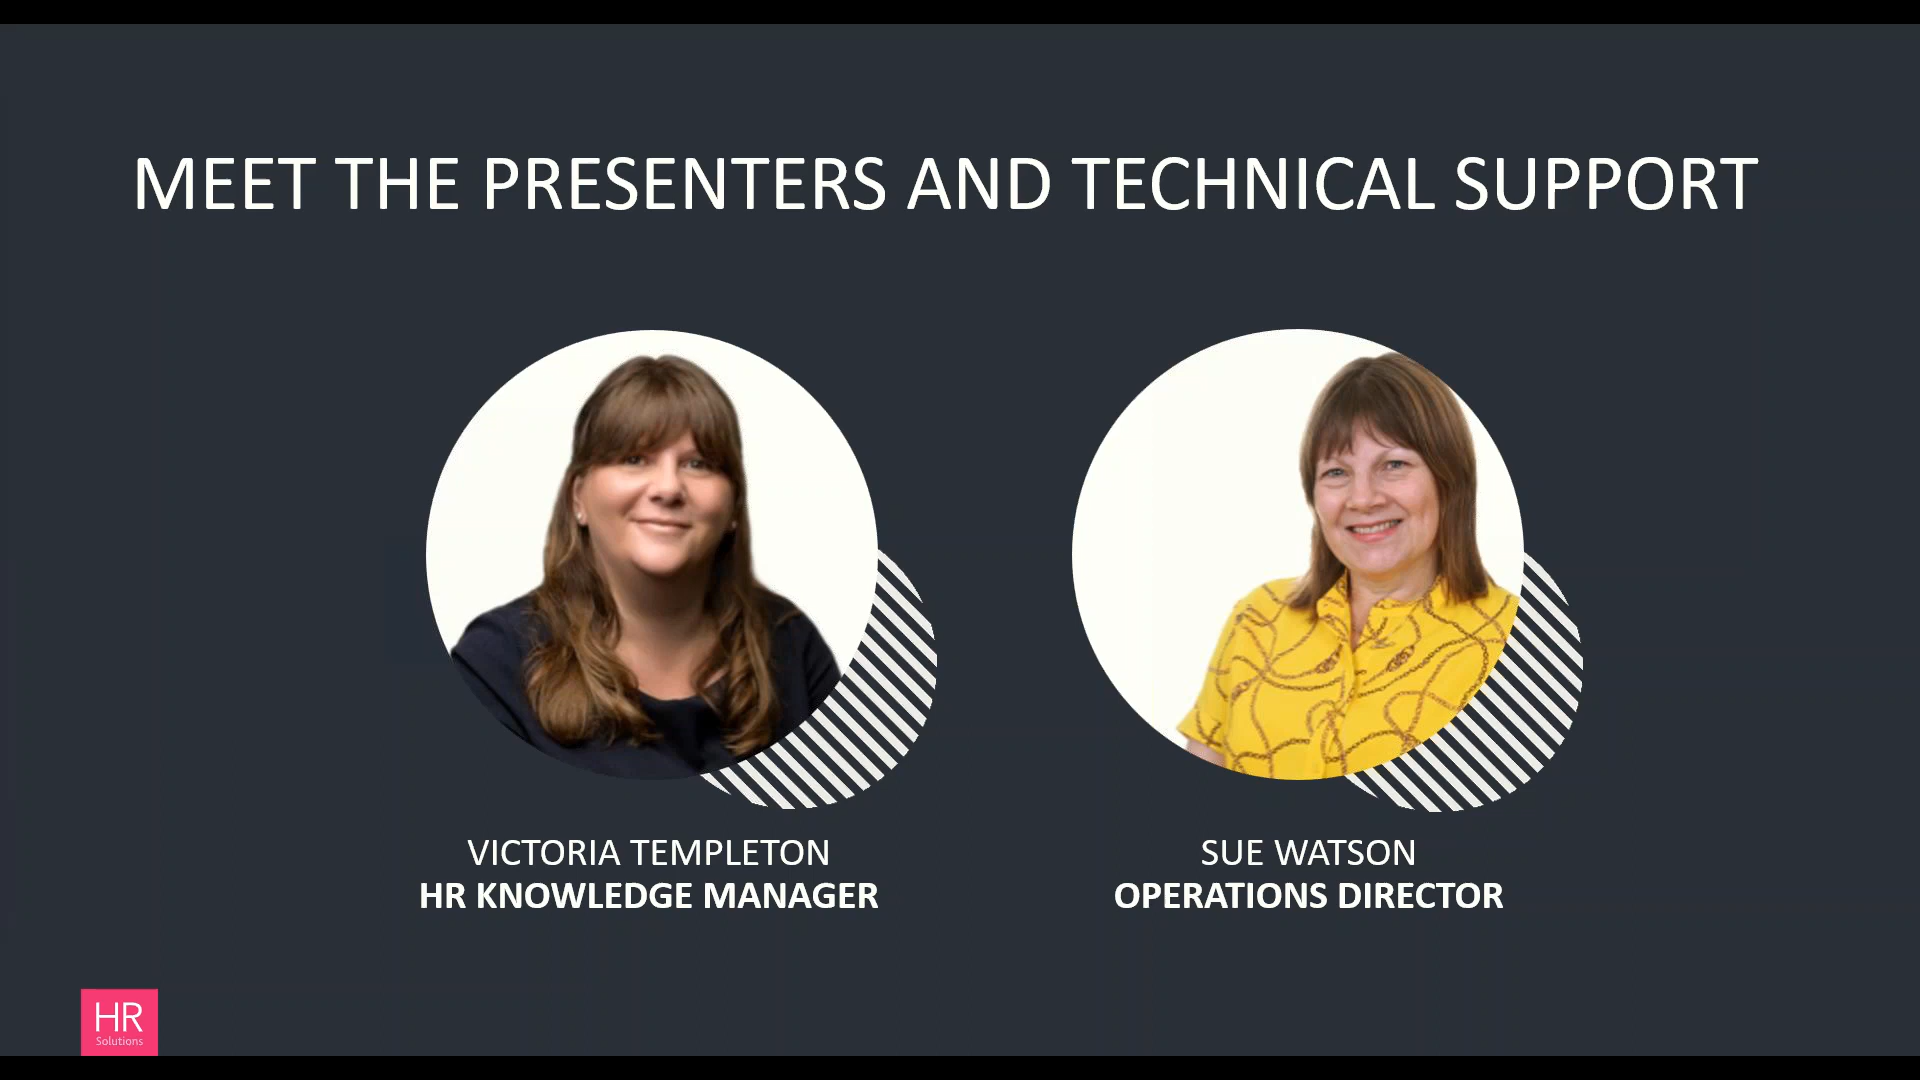 MEET THE PRESENTERS AND TECHNICAL SUPPORT
VICTORIA TEMPLETON
HR KNOWLEDGE MANAGER
SUE WATSON
OPERATIONS DIRECTOR
HR
Solutions